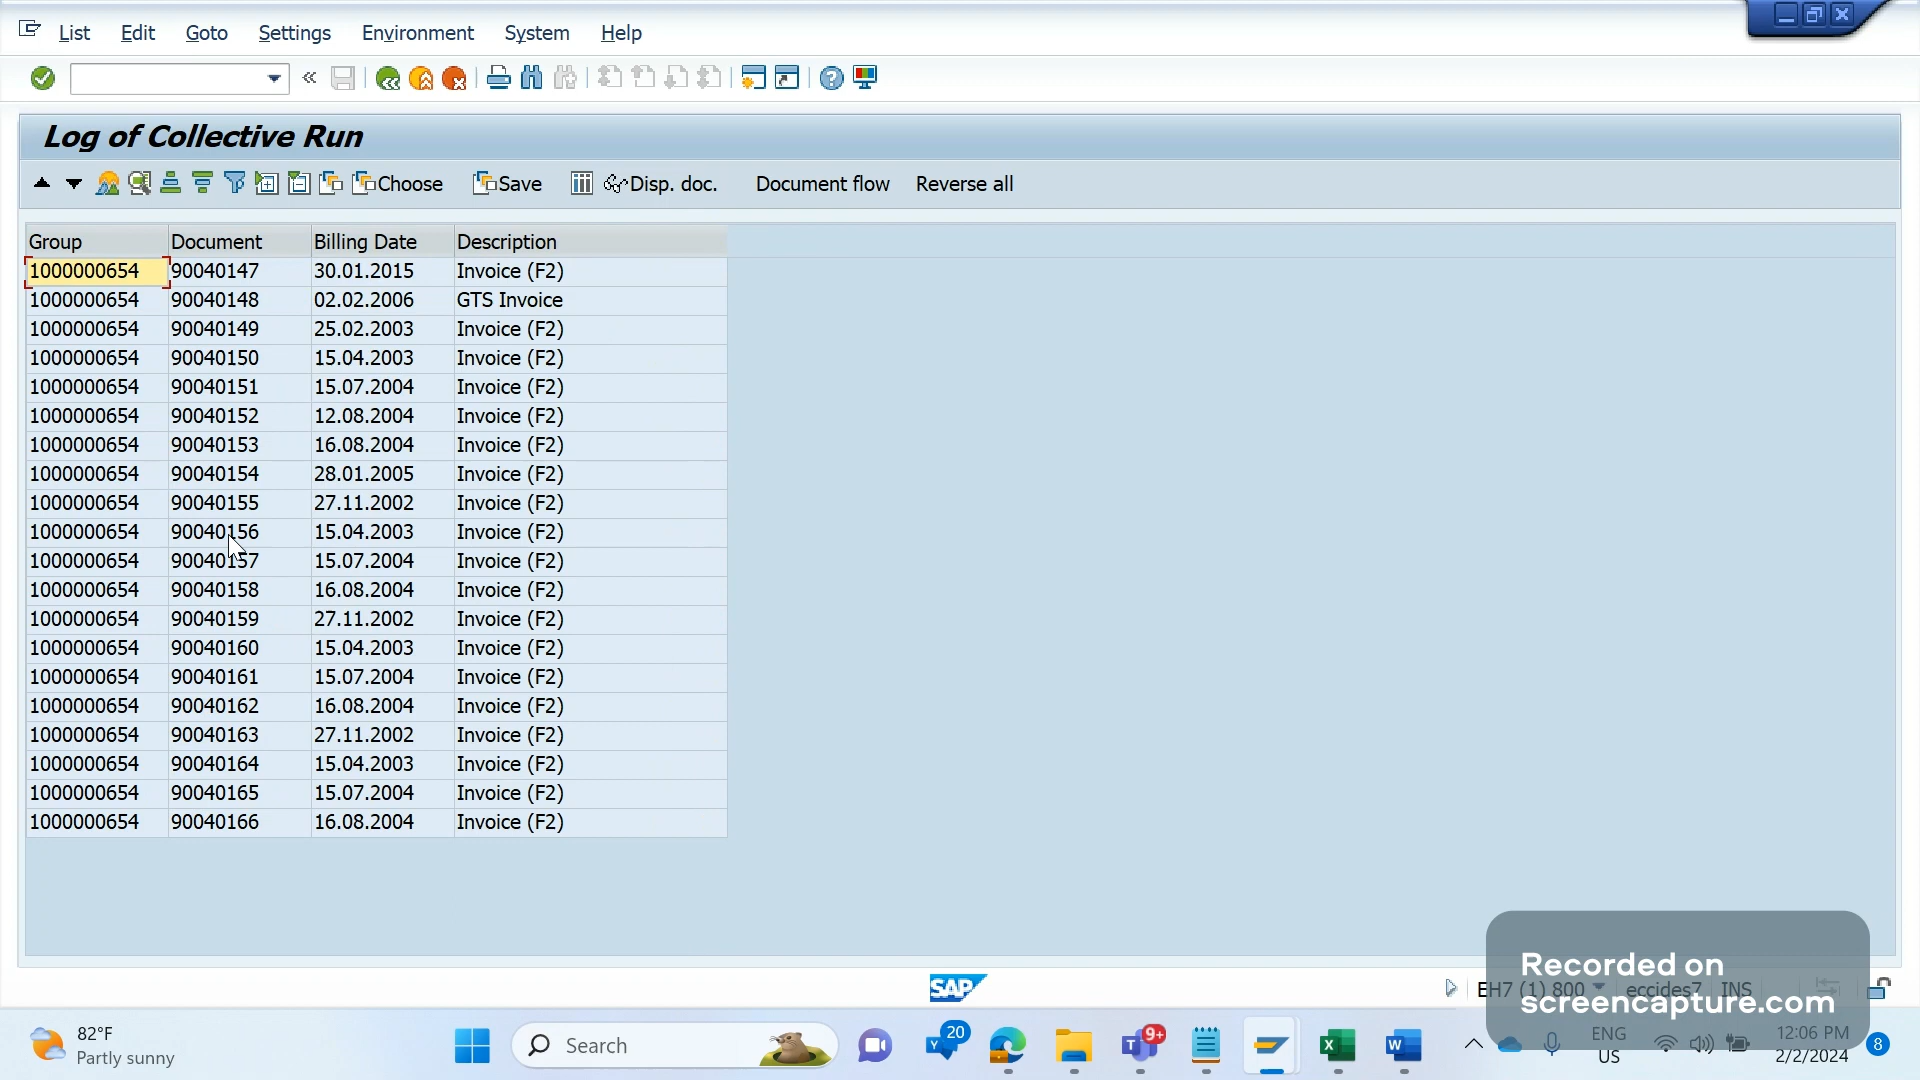 List Edit Goto Settings Environment System Help
«
Log of Collective Run
Choose Save Disp. doc. Document flow Reverse all
Group Document Billing Date Description
1000000654 90040147 30.01.2015 Invoice (F2)
1000000654 90040148 02.02.2006 GTS Invoice
1000000654 90040149 25.02.2003 Invoice (F2)
1000000654 90040150 15.04.2003 Invoice (F2)
1000000654 90040151 15.07.2004 Invoice (F2)
1000000654 90040152 12.08.2004 Invoice (F2)
1000000654 90040153 16.08.2004 Invoice (F2)
1000000654 90040154 28.01.2005 Invoice (F2)
1000000654 90040155 27.11.2002 Invoice (F2)
1000000654 90040156 15.04.2003 Invoice (F2)
1000000654 90040157 15.07.2004 Invoice (F2)
1000000654 90040158 16.08.2004 Invoice (F2)
1000000654 90040159 27.11.2002 Invoice (F2)
1000000654 90040160 15.04.2003 Invoice (F2)
1000000654 90040161 15.07.2004 Invoice (F2)
1000000654 90040162 16.08.2004 Invoice (F2)
1000000654 90040163 27.11.2002 Invoice (F2)
1000000654 90040164 15.04.2003 Invoice (F2)
1000000654 90040165 15.07.2004 Invoice (F2)
1000000654 90040166 16.08.2004 Invoice (F2)
SAP
EH7 (1) 800 eccides7 INS
Recorded on
screencapture.com
82°F
Partly sunny
Search
20
9+
ENG
US
12:06 PM
2/2/2024
8